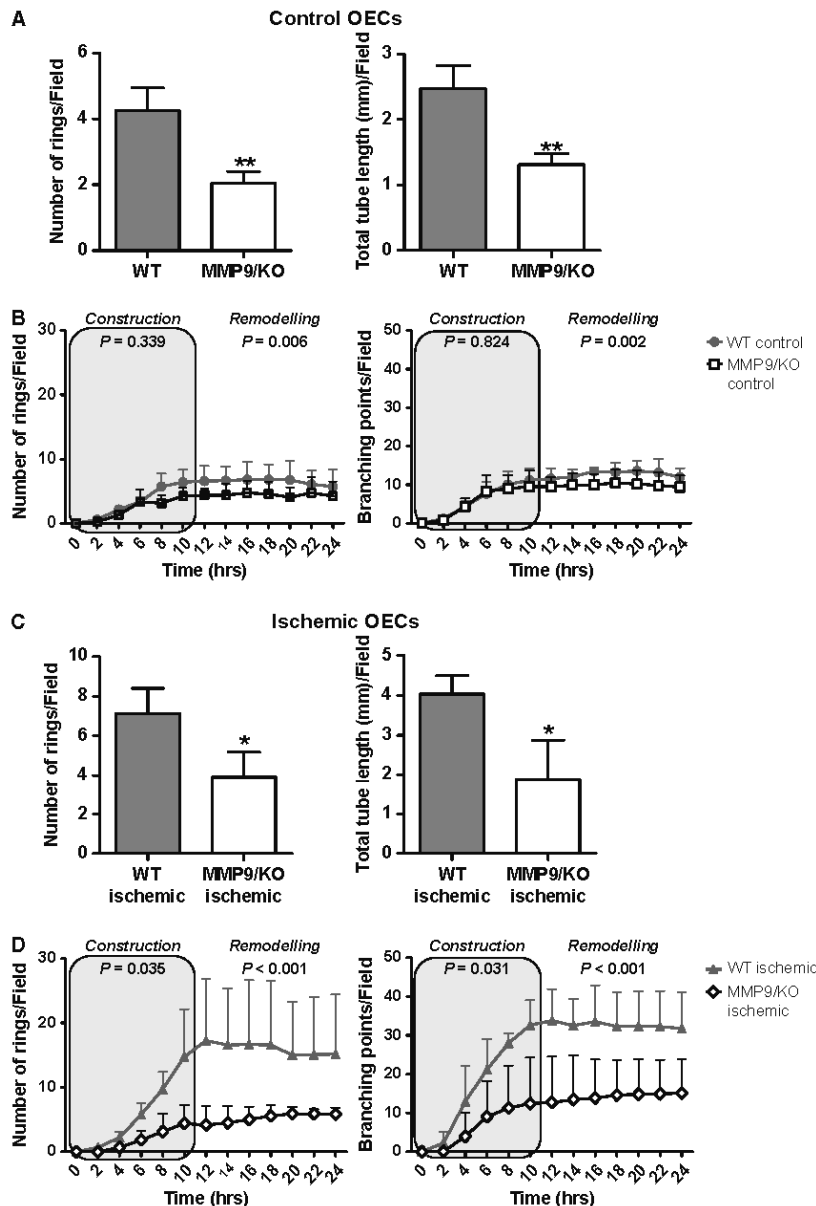 A
Control OECs
Number of rings/Field
6
4
2
0
**
WT
MMP9/KO
Total tube length (mm)/Field
3
2
1
0
**
WT
MMP9/KO
B
Construction
Remodelling
P = 0.339
P = 0.006
Number of rings/Field
30
20
10
0
0 2 4 6 8 10 12 14 16 18 20 22 24
Time (hrs)
Construction
Remodelling
P = 0.824
P = 0.002
Branching points/Field
50
40
30
20
10
0
0 2 4 6 8 10 12 14 16 18 20 22 24
Time (hrs)
WT control
MMP9/KO
control
C
Ischemic OECs
Number of rings/Field
10
8
6
4
2
0
*
WT
ischemic
MMP9/KO
ischemic
Total tube length (mm)/Field
5
4
3
2
1
0
*
WT
ischemic
MMP9/KO
ischemic
D
Construction
Remodelling
P = 0.035
P < 0.001
Number of rings/Field
30
20
10
0
0 2 4 6 8 10 12 14 16 18 20 22 24
Time (hrs)
Construction
Remodelling
P = 0.031
P < 0.001
Branching points/Field
50
40
30
20
10
0
0 2 4 6 8 10 12 14 16 18 20 22 24
Time (hrs)
WT ischemic
MMP9/KO
ischemic